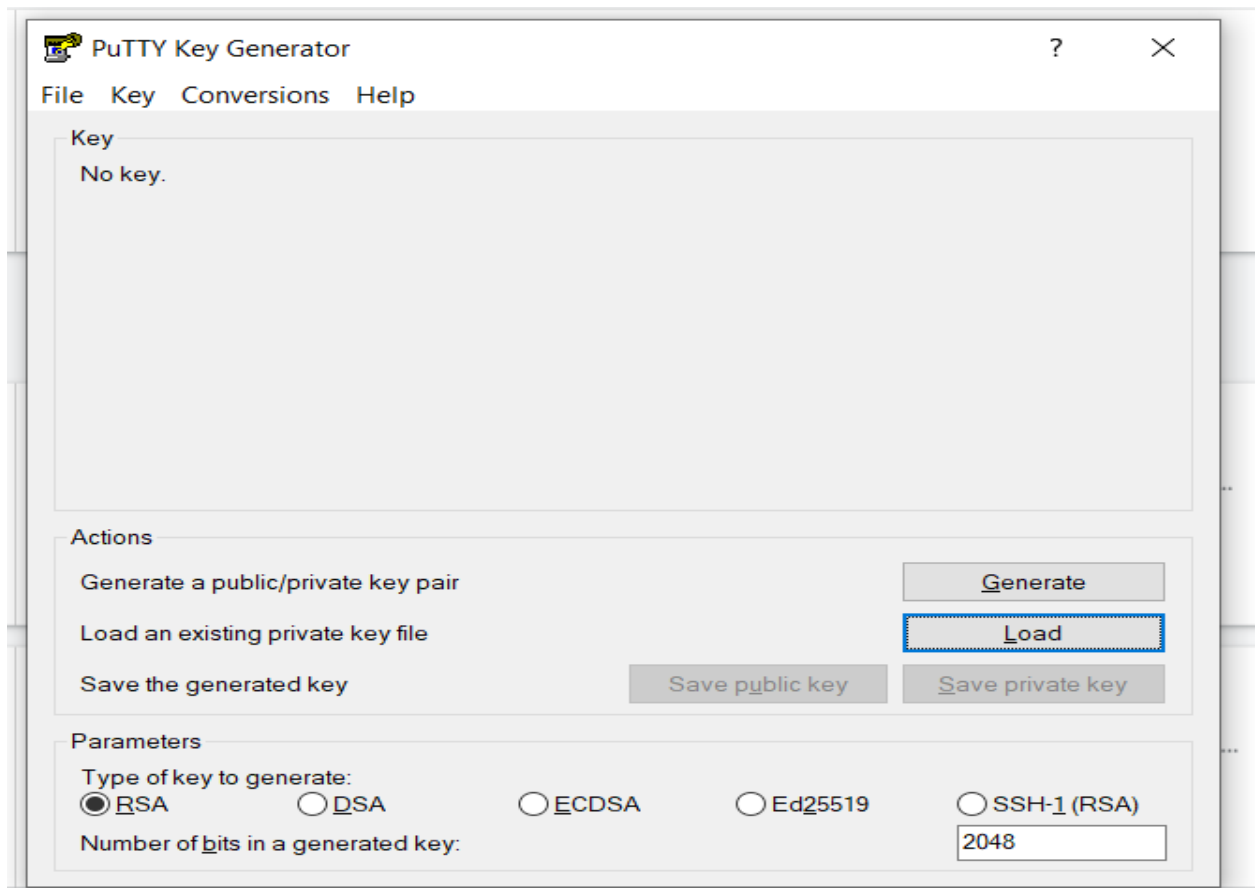 PuTTY Key Generator ?
File Key Conversions Help
Key
No key.
Actions
Generate a public/private key pair Generate
Load an existing private key file Load
Save the generated key Save public key Save private key
Parameters
Type of key to generate:
RSA DSA ECDSA Ed25519 SSH-1 (RSA)
Number of bits in a generated key: 2048